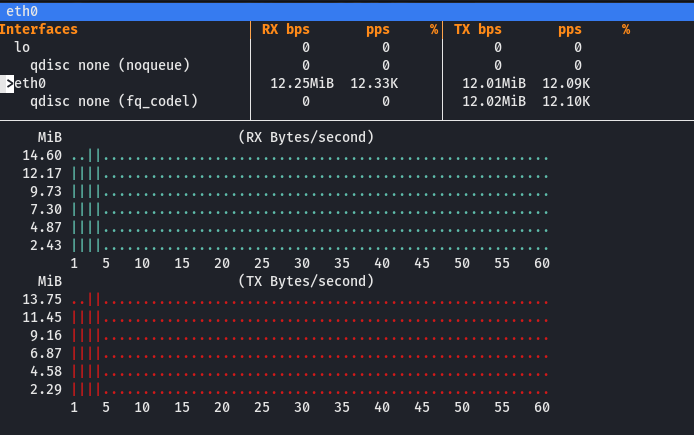 eth0
Interfaces RX bps pps % TX bps pps %
lo 0 0 0 0
qdisc none (noqueue) 0 0 0 0
>eth0 12.25MiB 12.33K 12.01MiB 12.09K
qdisc none (fq_codel) 0 0 12.02MiB 12.10K
MiB (RX Bytes/second)
14.60 ..||........................................................
12.17 ||||........................................................
9.73 ||||........................................................
7.30 ||||........................................................
4.87 ||||........................................................
2.43 ||||........................................................
1 5 10 15 20 25 30 35 40 45 50 55 60
MiB (TX Bytes/second)
13.75 ..||........................................................
11.45 ||||........................................................
9.16 ||||........................................................
6.87 ||||........................................................
4.58 ||||........................................................
2.29 ||||........................................................
1 5 10 15 20 25 30 35 40 45 50 55 60